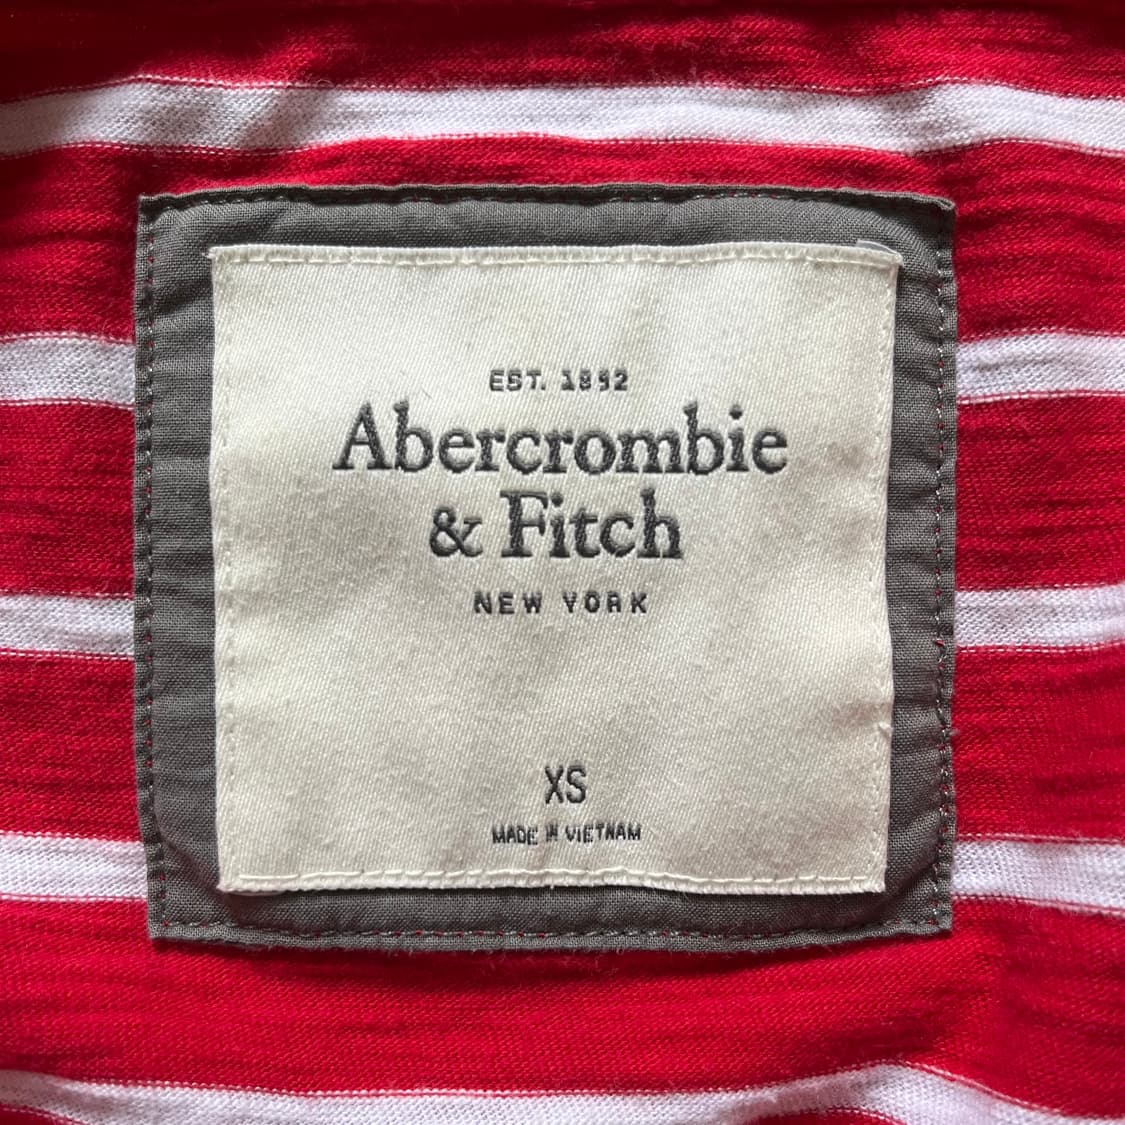 EST. 1892
Abercrombie
& Fitch
NEW YORK
XS
MADE IN VIETNAM